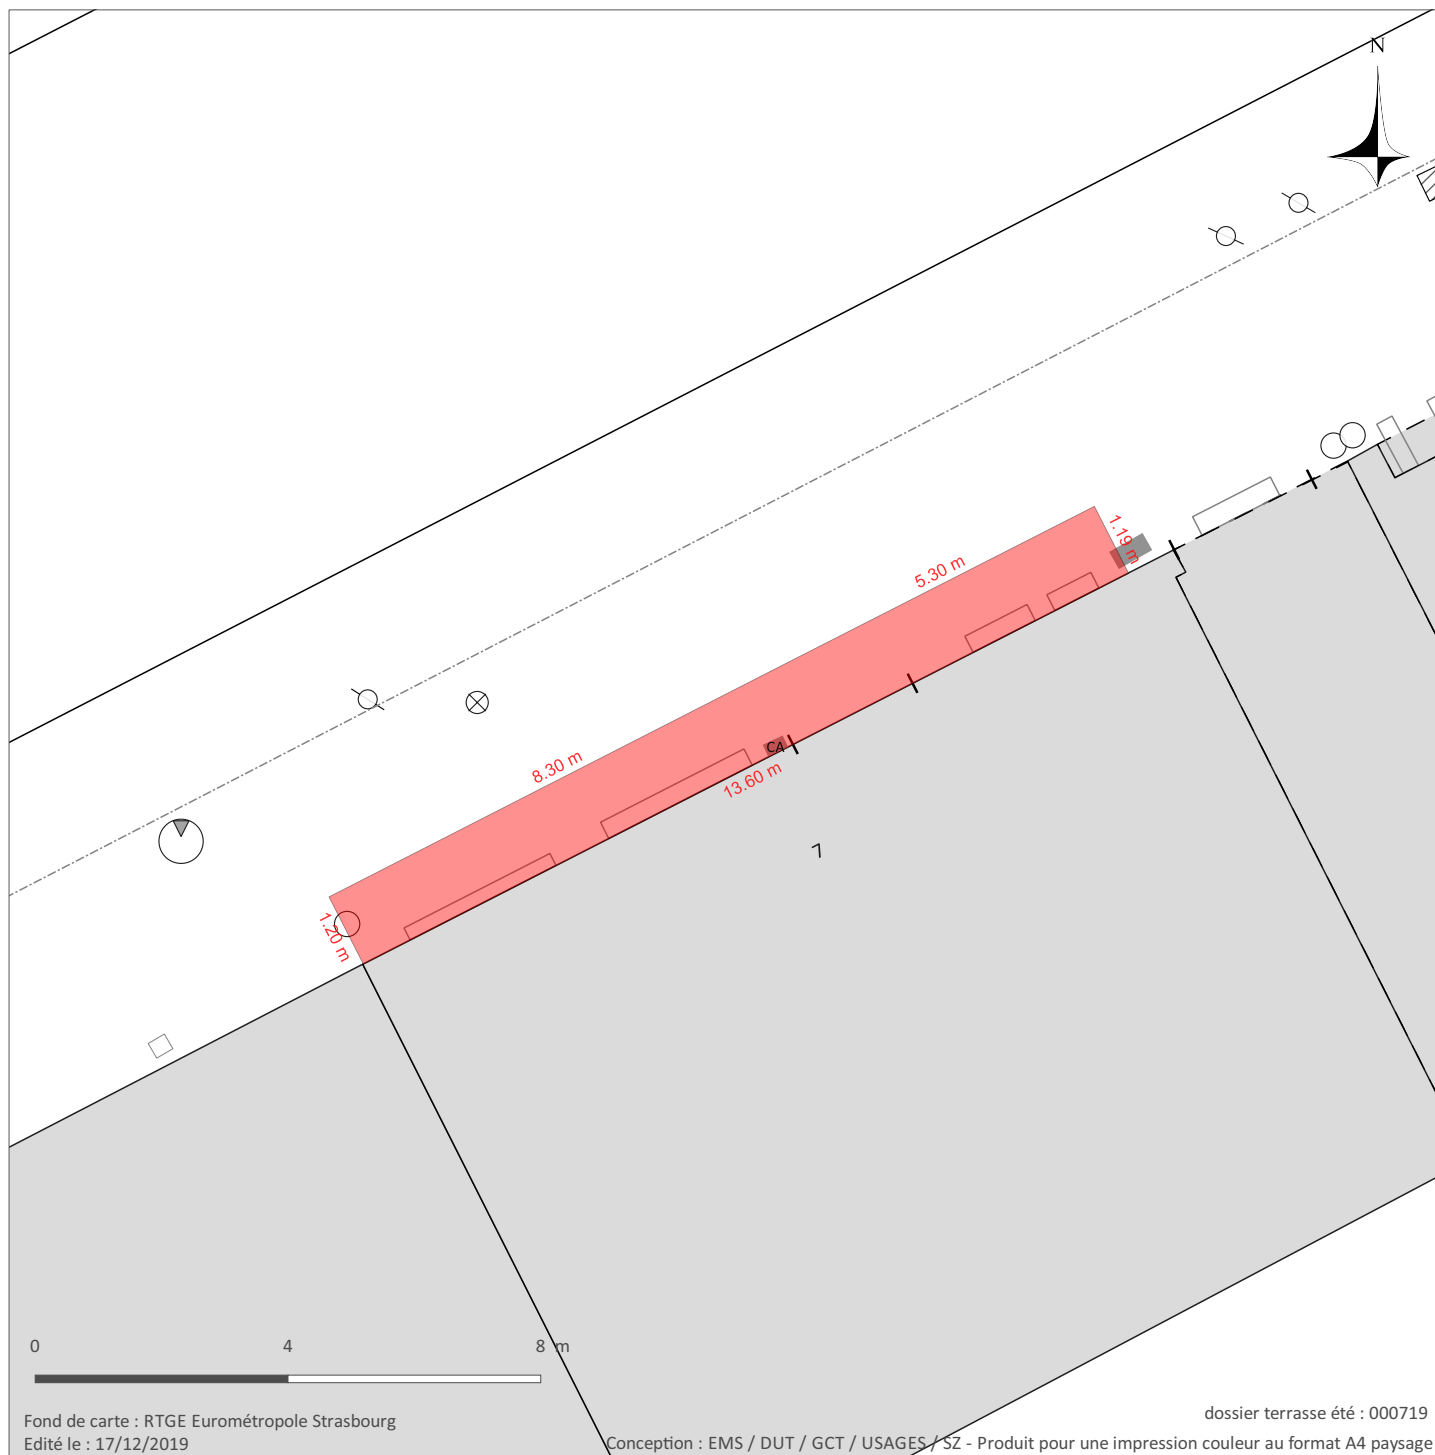 N
1.19 m
5.30 m
CA
8.30 m
13.60 m
7
1.20 m
0 4 8 m
Fond de carte : RTGE Eurométropole Strasbourg
Edité le : 17/12/2019
dossier terrasse été : 000719
Conception : EMS / DUT / GCT / USAGES / SZ - Produit pour une impression couleur au format A4 paysage